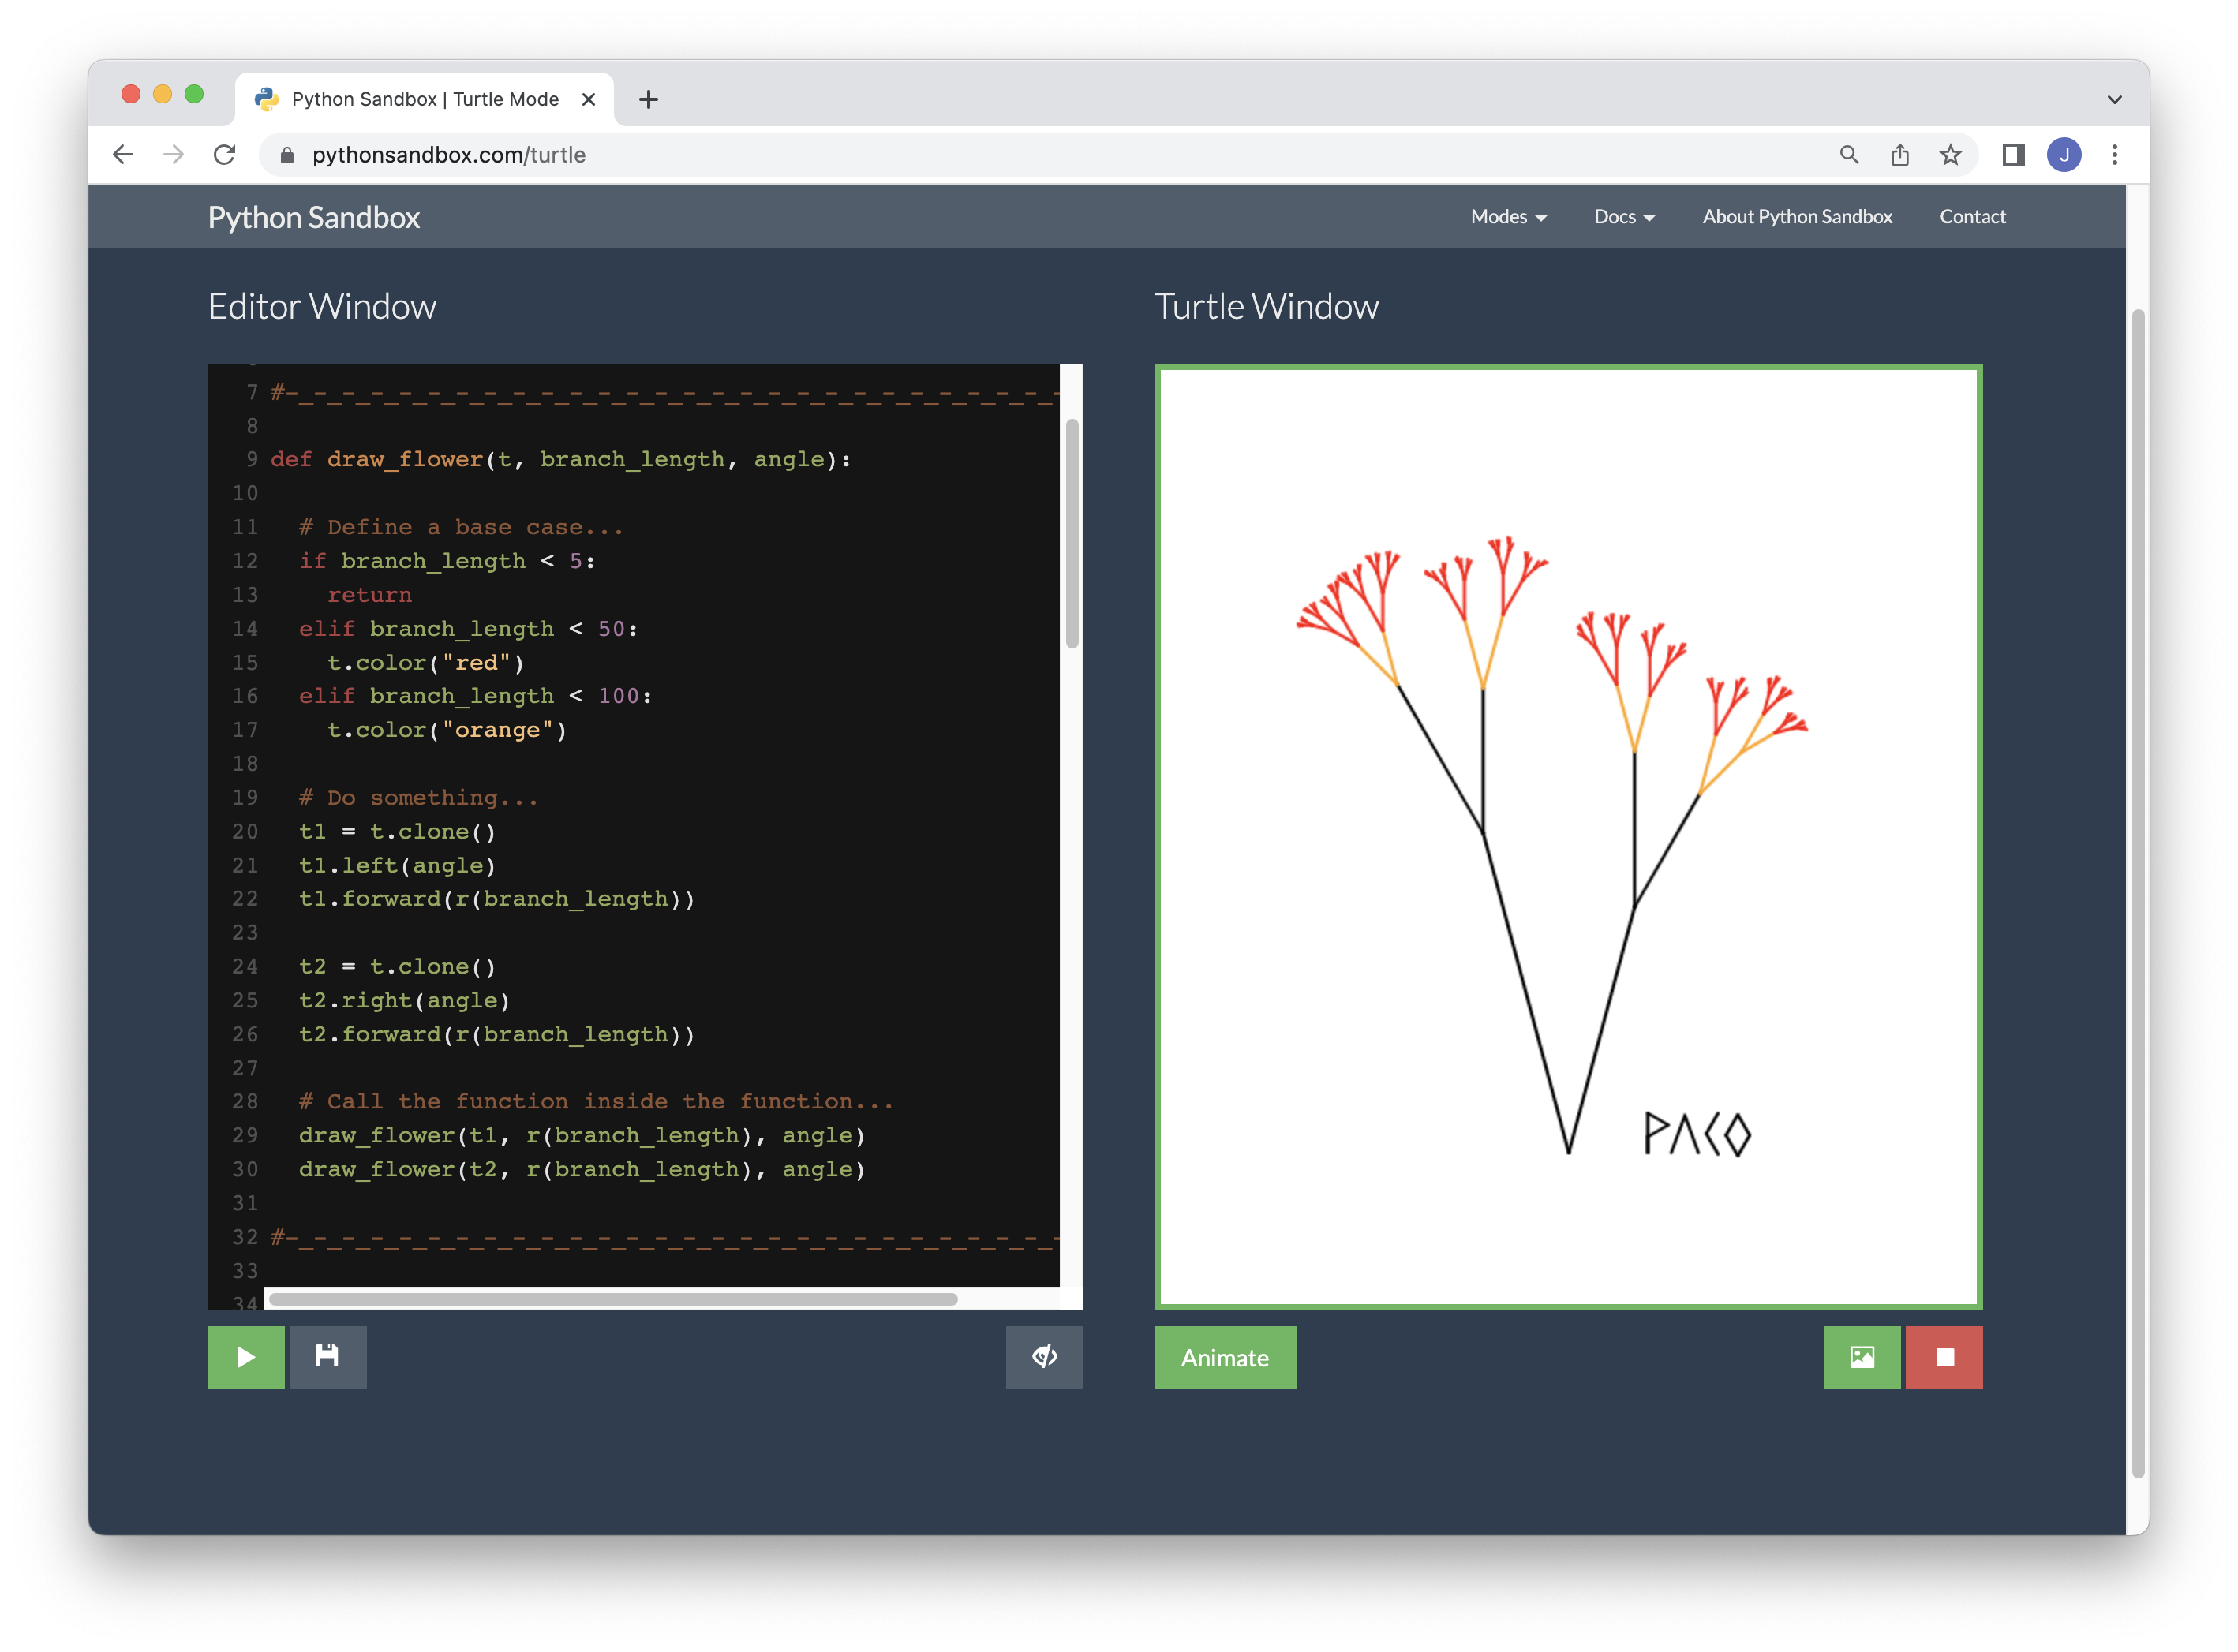 Python Sandbox | Turtle Mode
pythonsandbox.com/turtle
J
Python Sandbox
Modes
Docs
About Python Sandbox
Contact
Editor Window
Turtle Window
7 #-_-_-_-_-_-_-_-_-_-_-_-_-_-_-_-_-_-_-_-_-_-_-_-_-_-_-_-
8
9 def draw_flower(t, branch_length, angle):
10
11 # Define a base case...
12 if branch_length < 5:
13 return
14 elif branch_length < 50:
15 t.color("red")
16 elif branch_length < 100:
17 t.color("orange")
18
19 # Do something...
20 t1 = t.clone()
21 t1.left(angle)
22 t1.forward(r(branch_length))
23
24 t2 = t.clone()
25 t2.right(angle)
26 t2.forward(r(branch_length))
27
28 # Call the function inside the function...
29 draw_flower(t1, r(branch_length), angle)
30 draw_flower(t2, r(branch_length), angle)
31
32 #-_-_-_-_-_-_-_-_-_-_-_-_-_-_-_-_-_-_-_-_-_-_-_-_-_-_-_-
33
34
PACO
Animate